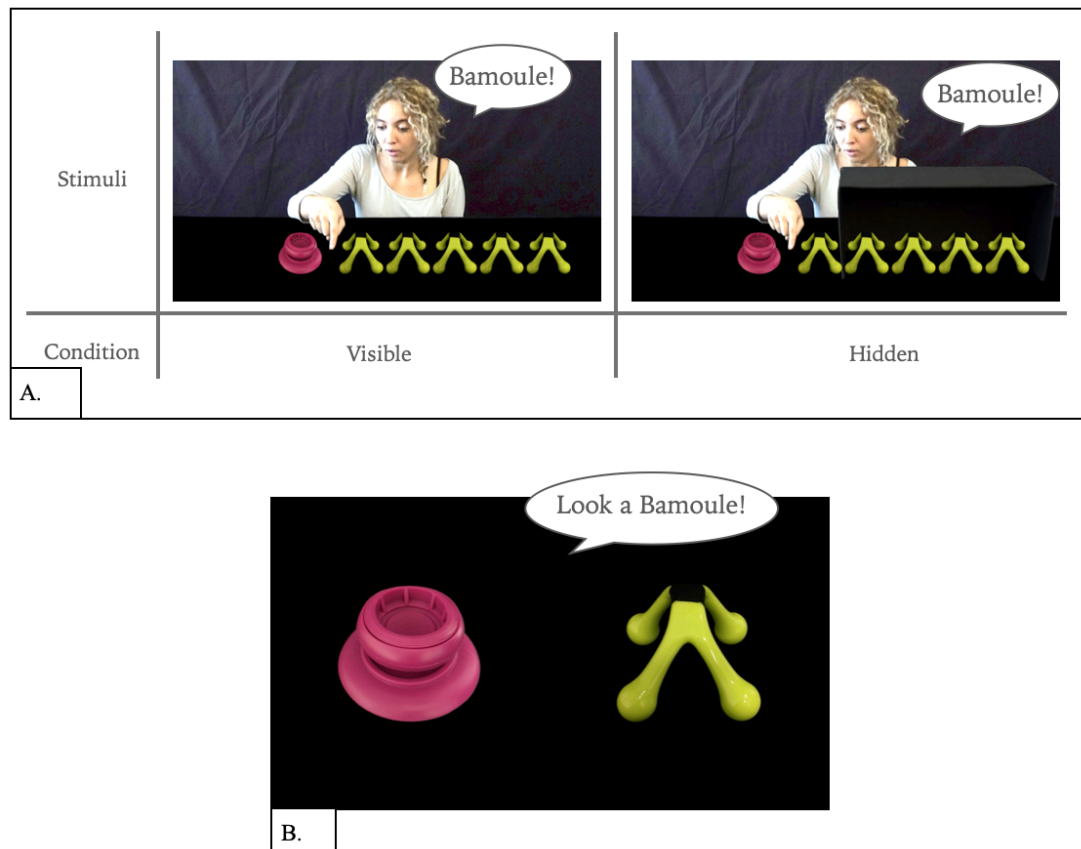 Bamoule!
Bamoule!
Stimuli
Condition
Visible
Hidden
A.
Look a Bamoule!
B.